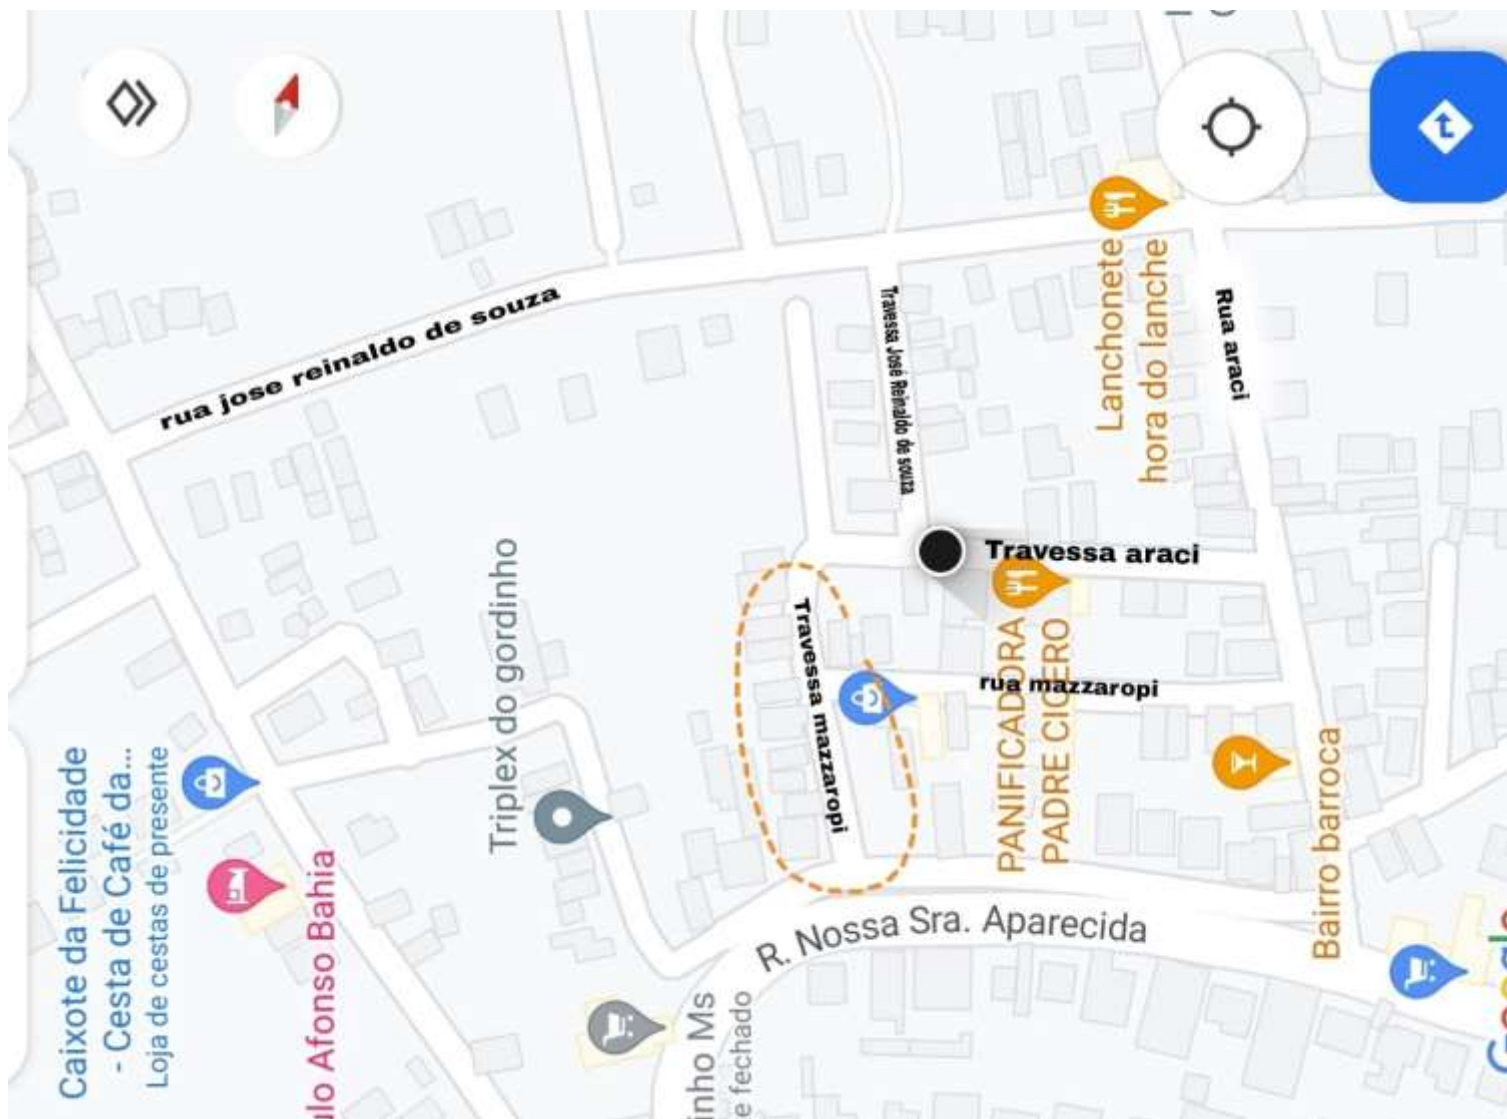 rua jose reinaldo de souza
Travessa José Reinaldo de souza
Lanchonete
hora do lanche
Rua araci
Travessa araci
Triplex do gordinho
Travessa mazzaropi
PANIFICADORA
PADRE CICERO
rua mazzaropi
Caixote da Felicidade
- Cesta de Café da...
Loja de cestas de presente
Afonso Bahia
R. Nossa Sra. Aparecida
Bairro barroca
Ms
e fechado